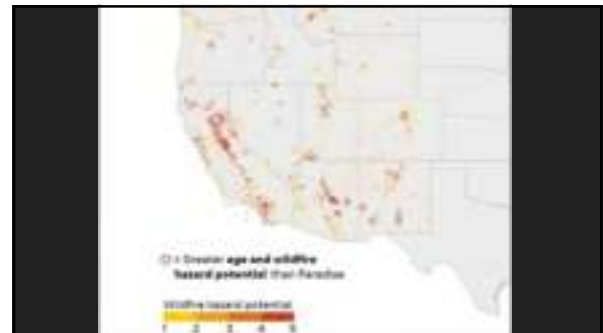 ○ = Greater age and wildfire
hazard potential than Paradise
Wildfire hazard potential
1 2 3 4 5